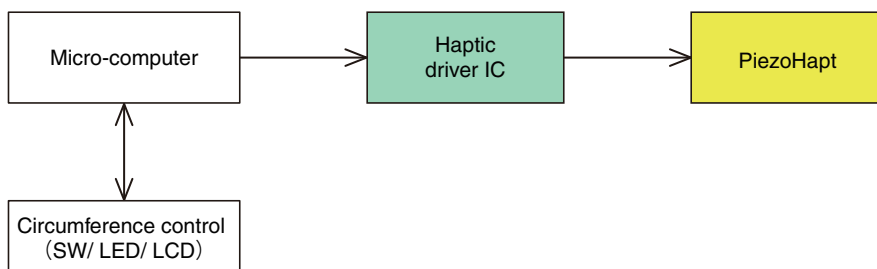 Micro-computer
Haptic
driver IC
PiezoHapt
Circumference control
（SW/ LED/ LCD）